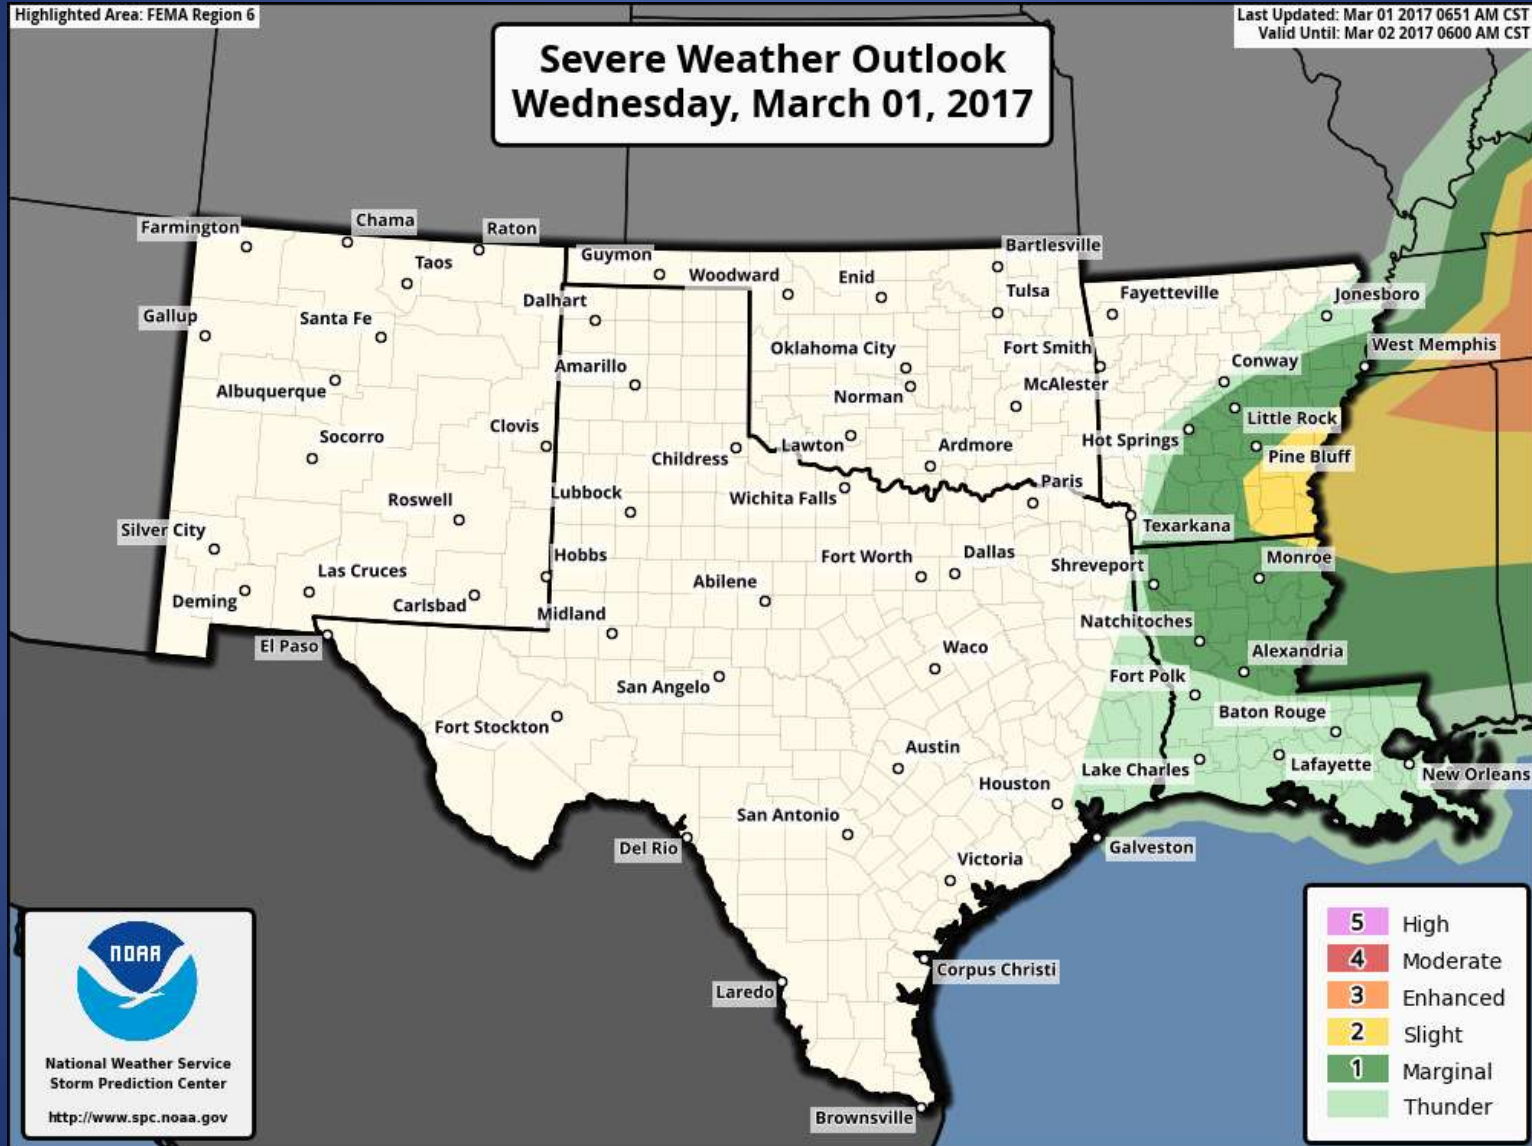 Highlighted Area: FEMA Region 6
Last Updated: Mar 01 2017 0651 AM CST
Valid Until: Mar 02 2017 0600 AM CST
Severe Weather Outlook
Wednesday, March 01, 2017
Farmington
Chama
Raton
Taos
Guymon
Woodward
Enid
Bartlesville
Tulsa
Fayetteville
Jonesboro
Gallup
Santa Fe
Dalhart
Oklahoma City
Fort Smith
Conway
West Memphis
Albuquerque
Amarillo
Norman
McAlester
Little Rock
Socorro
Clovis
Childress
Lawton
Ardmore
Hot Springs
Pine Bluff
Roswell
Lubbock
Wichita Falls
Paris
Texarkana
Silver City
Las Cruces
Hobbs
Abilene
Fort Worth
Dallas
Shreveport
Monroe
Deming
Carlsbad
Midland
Natchitoches
El Paso
San Angelo
Waco
Fort Polk
Alexandria
Fort Stockton
Austin
Baton Rouge
Houston
Lake Charles
Lafayette
New Orleans
San Antonio
Del Rio
Victoria
Galveston
Laredo
Corpus Christi
Brownsville
NOAA
National Weather Service
Storm Prediction Center
http://www.spc.noaa.gov
5 High
4 Moderate
3 Enhanced
2 Slight
1 Marginal
Thunder